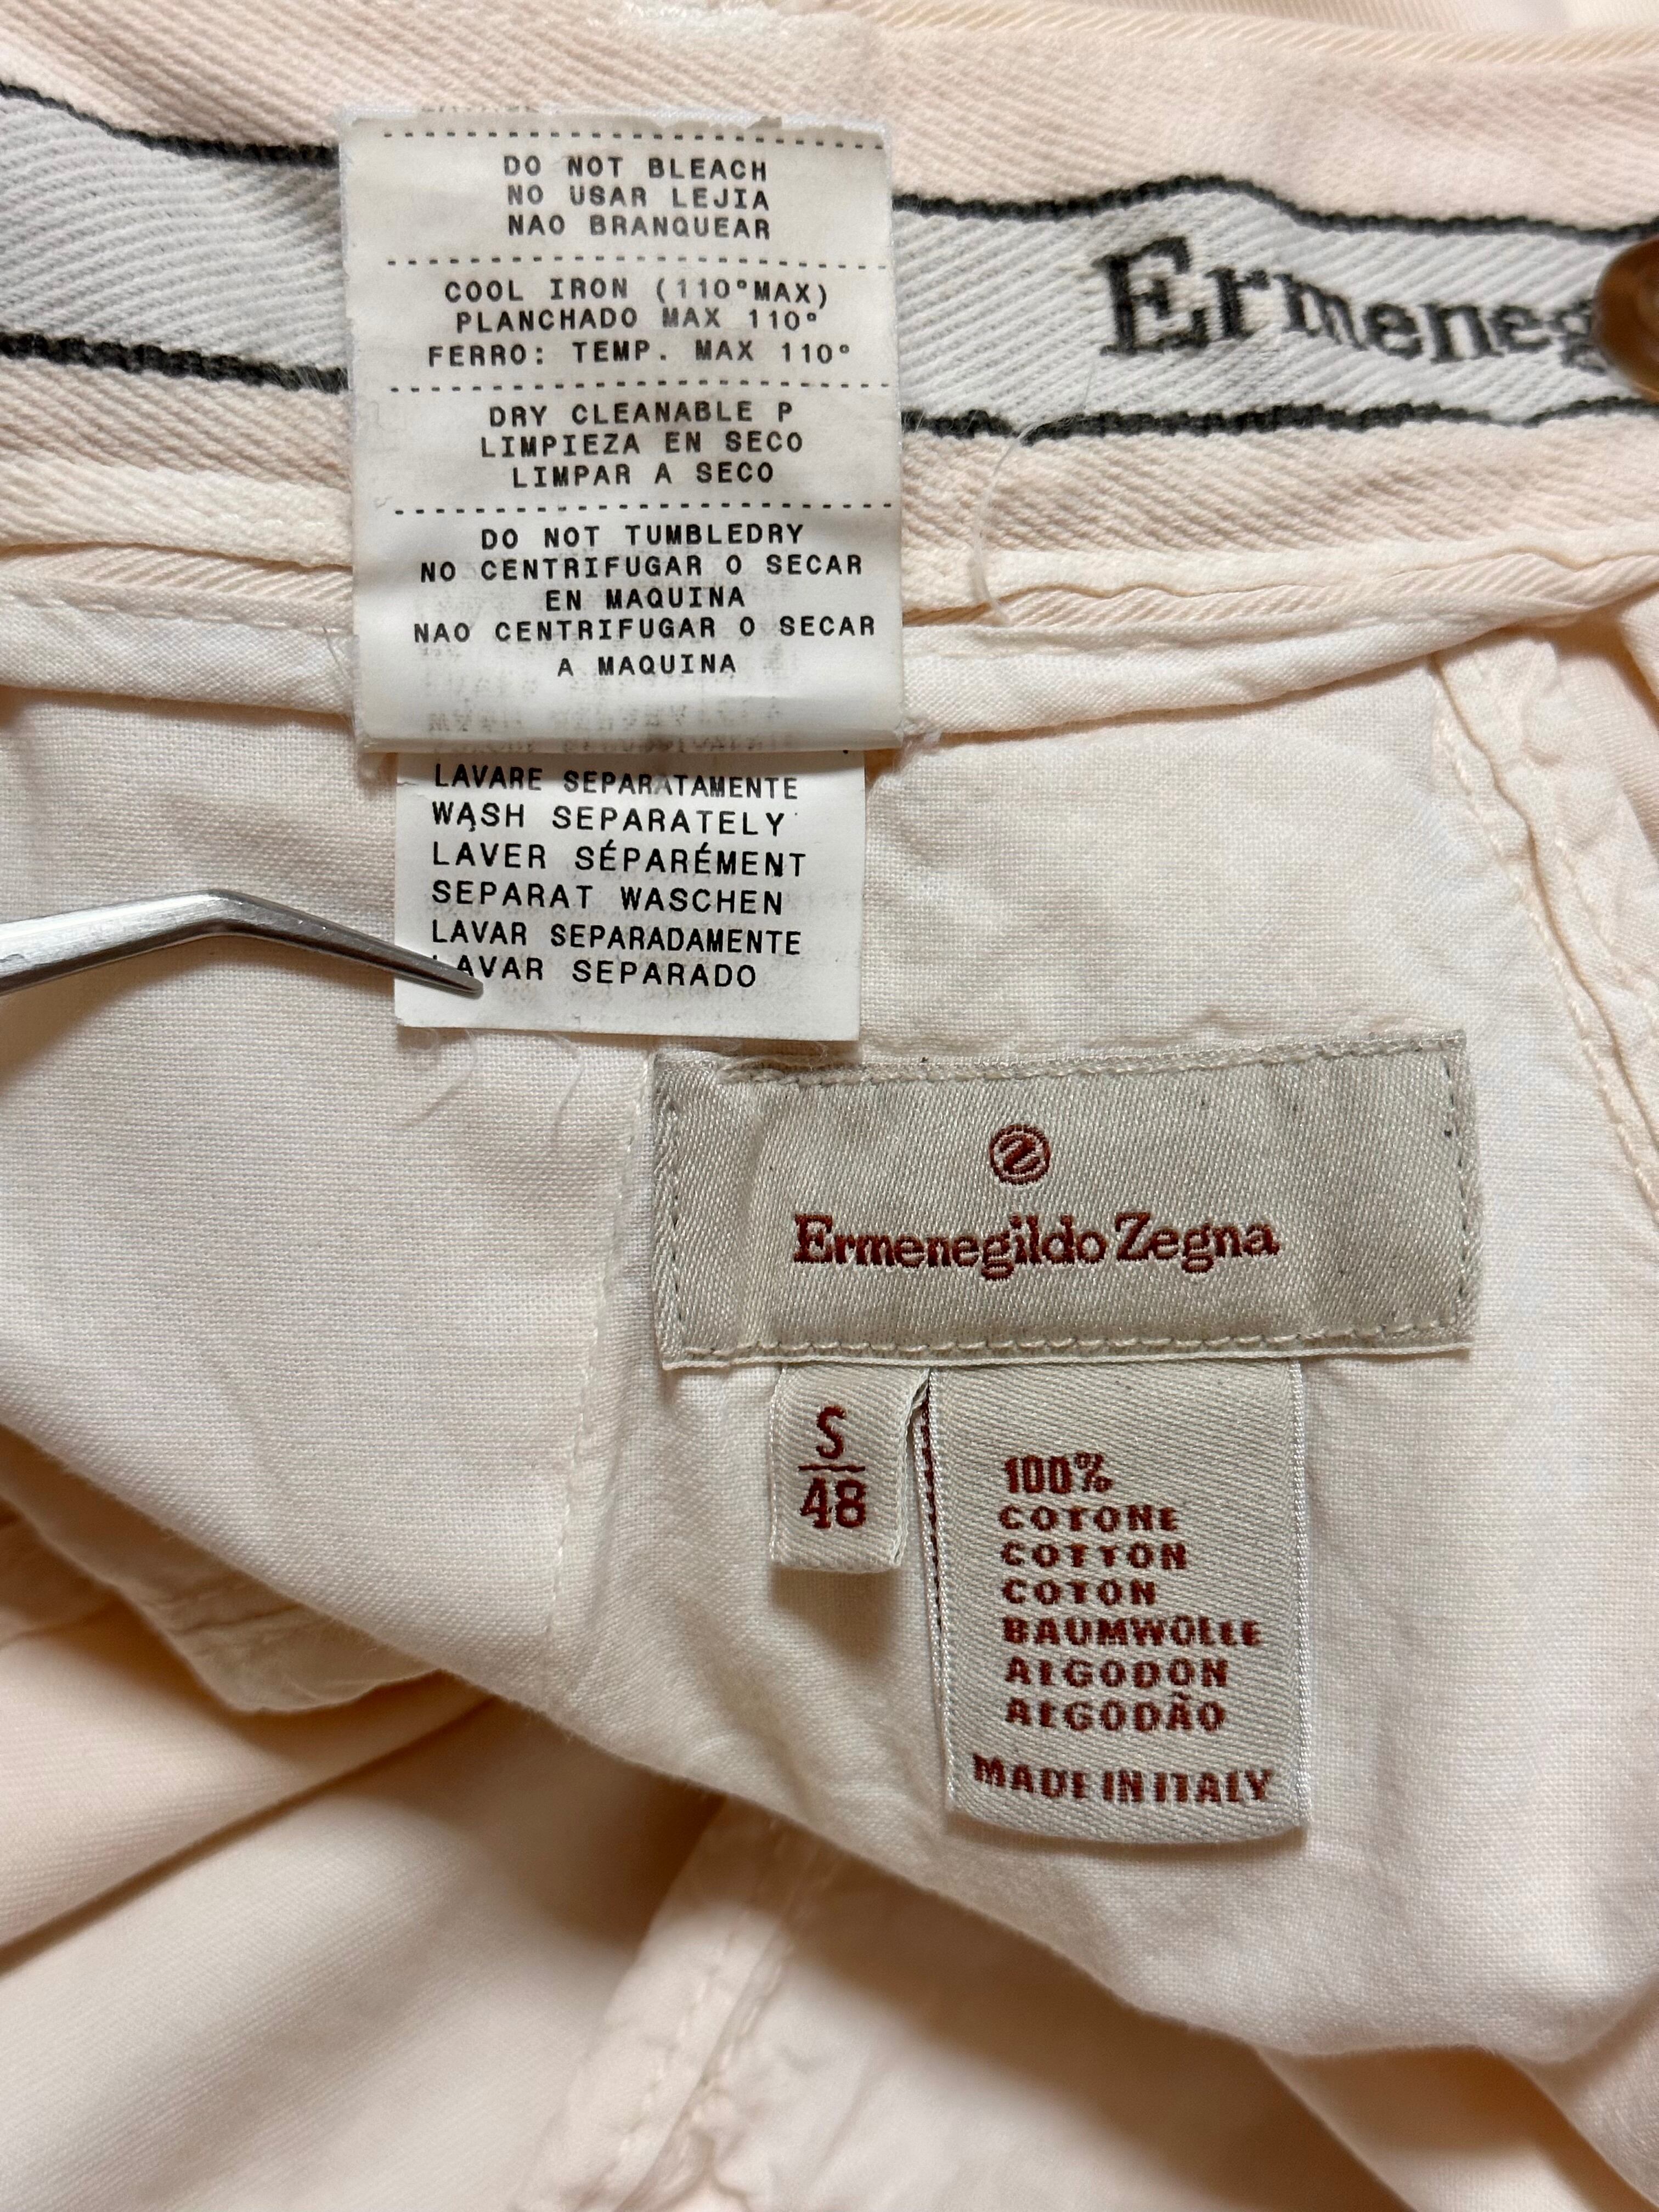 DO NOT BLEACH
NO USAR LEJIA
NAO BRANQUEAR
COOL IRON (110°MAX)
PLANCHADO MAX 110°
FERRO: TEMP. MAX 110°
DRY CLEANABLE P
LIMPIEZA EN SECO
LIMPAR A SECO
DO NOT TUMBLEDRY
NO CENTRIFUGAR O SECAR
EN MAQUINA
NAO CENTRIFUGAR O SECAR
A MAQUINA
Ermeneg
LAVARE SEPARATAMENTE
WASH SEPARATELY
LAVER SÉPARÉMENT
SEPARAT WASCHEN
LAVAR SEPARADAMENTE
LAVAR SEPARADO
Z
Ermenegildo Zegna
S
48
100%
COTONE
COTTON
COTON
BAUMWOLLE
ALGODON
ALGODÃO
MADE IN ITALY